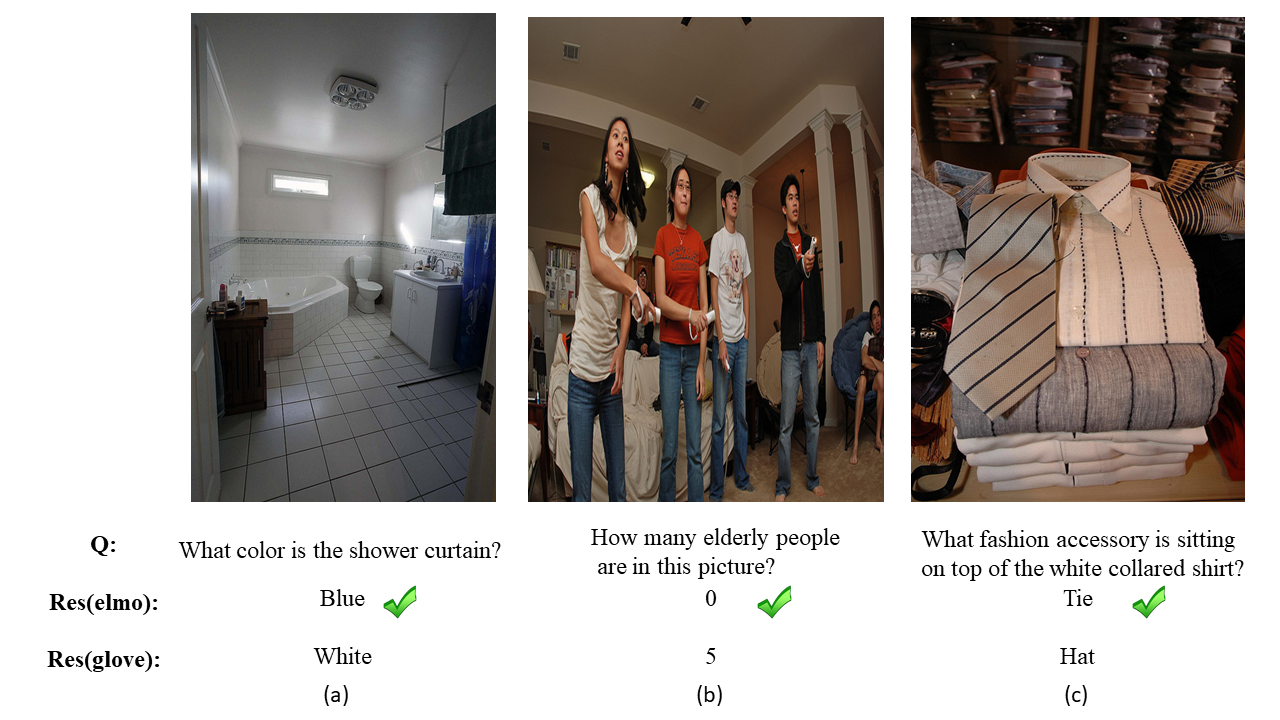 Q:
What color is the shower curtain?
How many elderly people
are in this picture?
What fashion accessory is sitting
on top of the white collared shirt?
Res(elmo):
Blue
0
Tie
Res(glove):
White
5
Hat
(a)
(b)
(c)